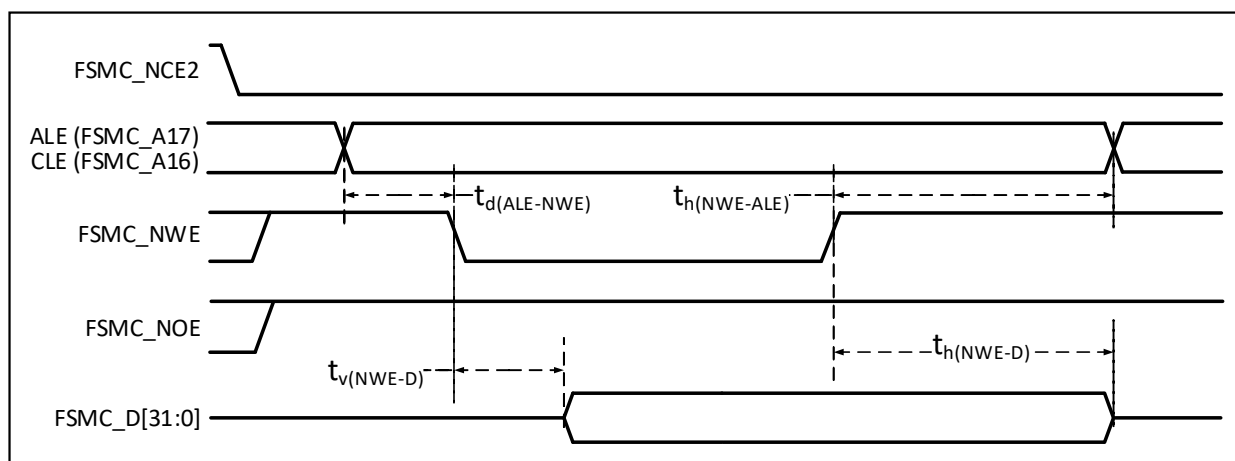 FSMC_NCE2
ALE (FSMC_A17)
CLE (FSMC_A16)
td(ALE-NWE)
th(NWE-ALE)
FSMC_NWE
FSMC_NOE
tv(NWE-D)
th(NWE-D)
FSMC_D[31:0]